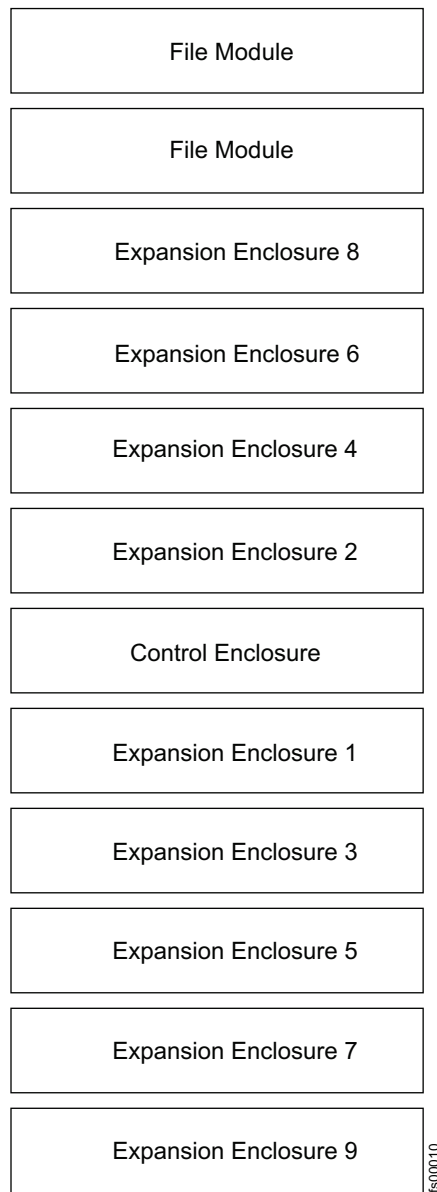 File Module
File Module
Expansion Enclosure 8
Expansion Enclosure 6
Expansion Enclosure 4
Expansion Enclosure 2
Control Enclosure
Expansion Enclosure 1
Expansion Enclosure 3
Expansion Enclosure 5
Expansion Enclosure 7
Expansion Enclosure 9
fs00010